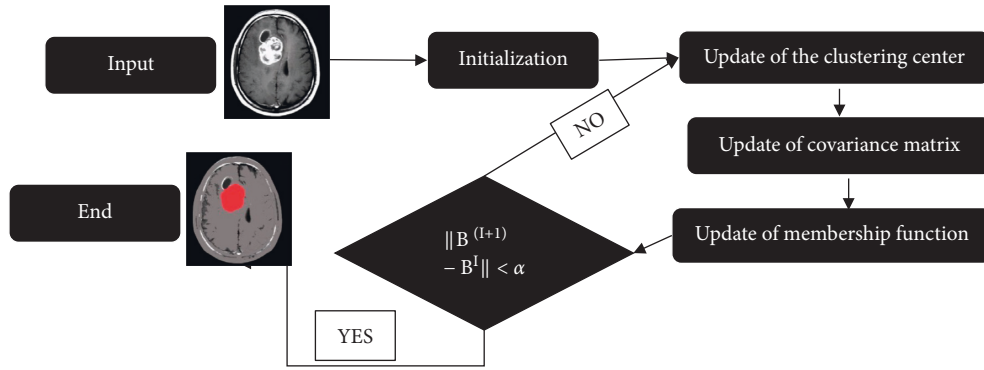 Input
Initialization
Update of the clustering center
NO
Update of covariance matrix
Update of membership function
‖B (I+1)
− B I‖ < α
YES
End